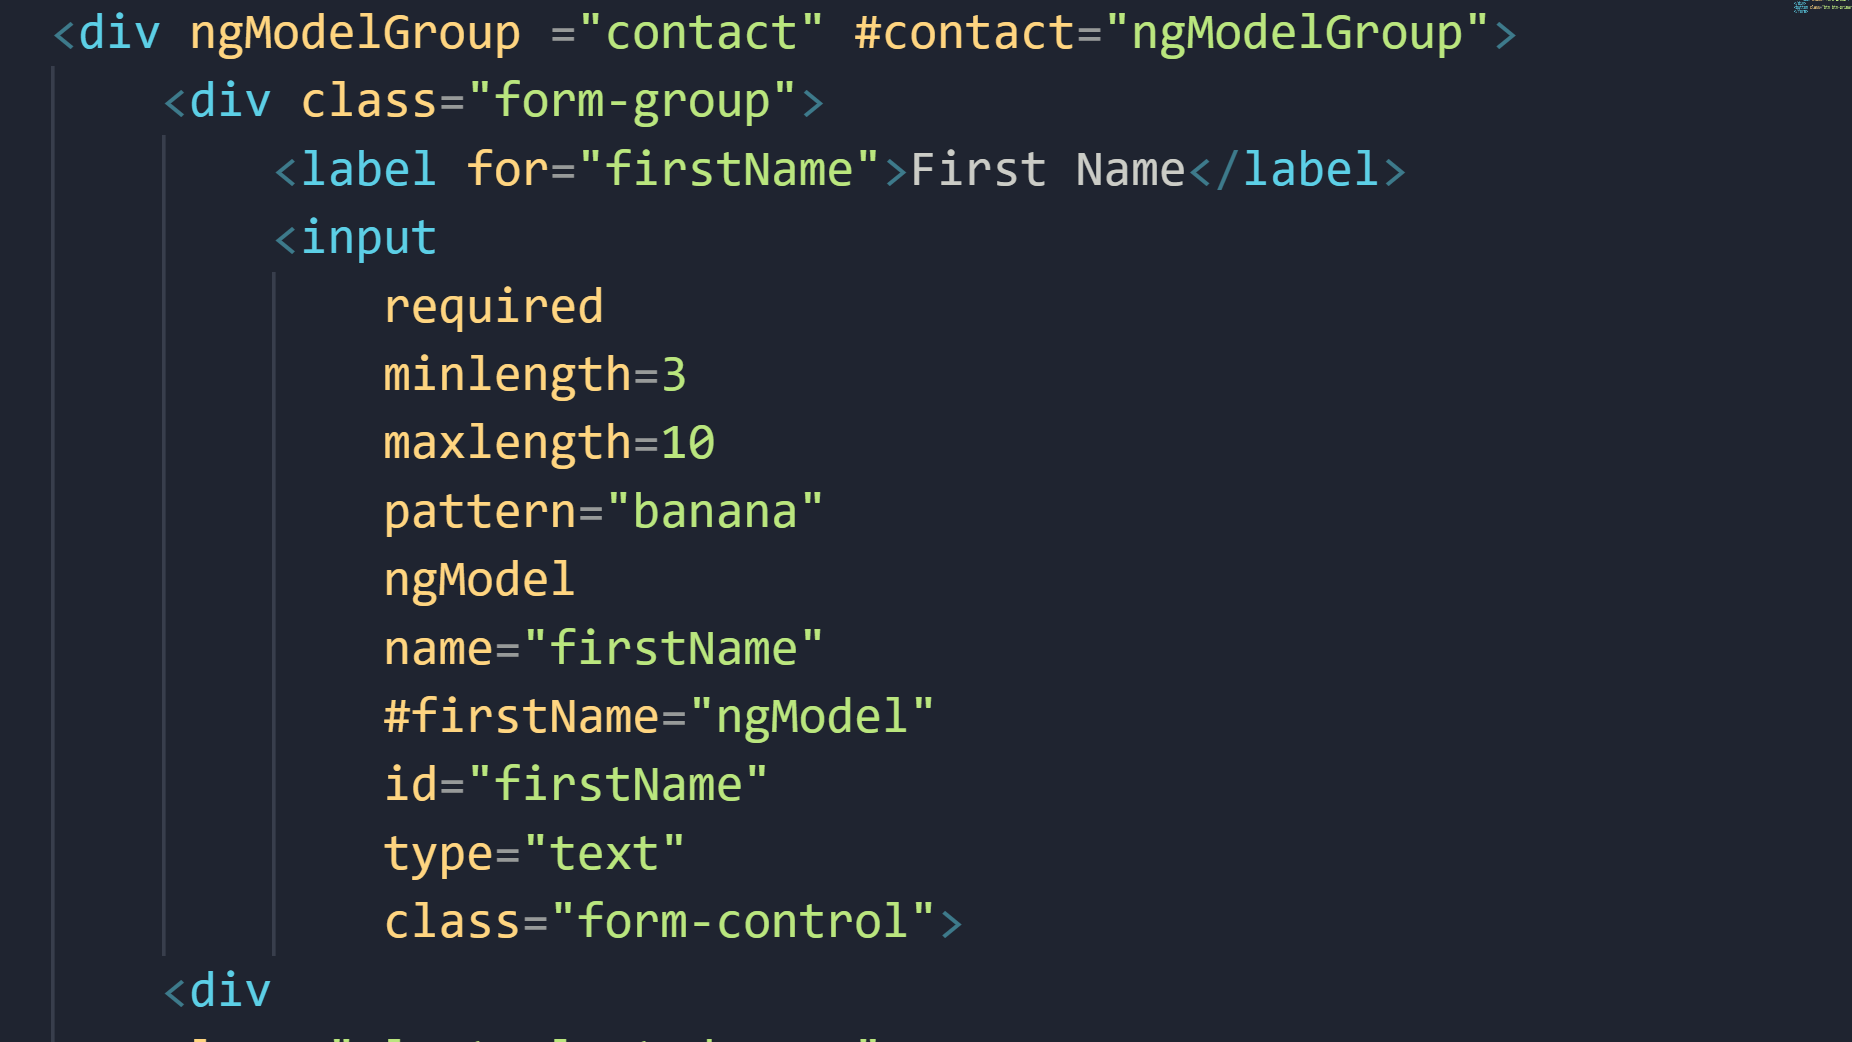 <div ngModelGroup ="contact" #contact="ngModelGroup">
<div class="form-group">
<label for="firstName">First Name</label>
<input
required
minlength=3
maxlength=10
pattern="banana"
ngModel
name="firstName"
#firstName="ngModel"
id="firstName"
type="text"
class="form-control">
<div